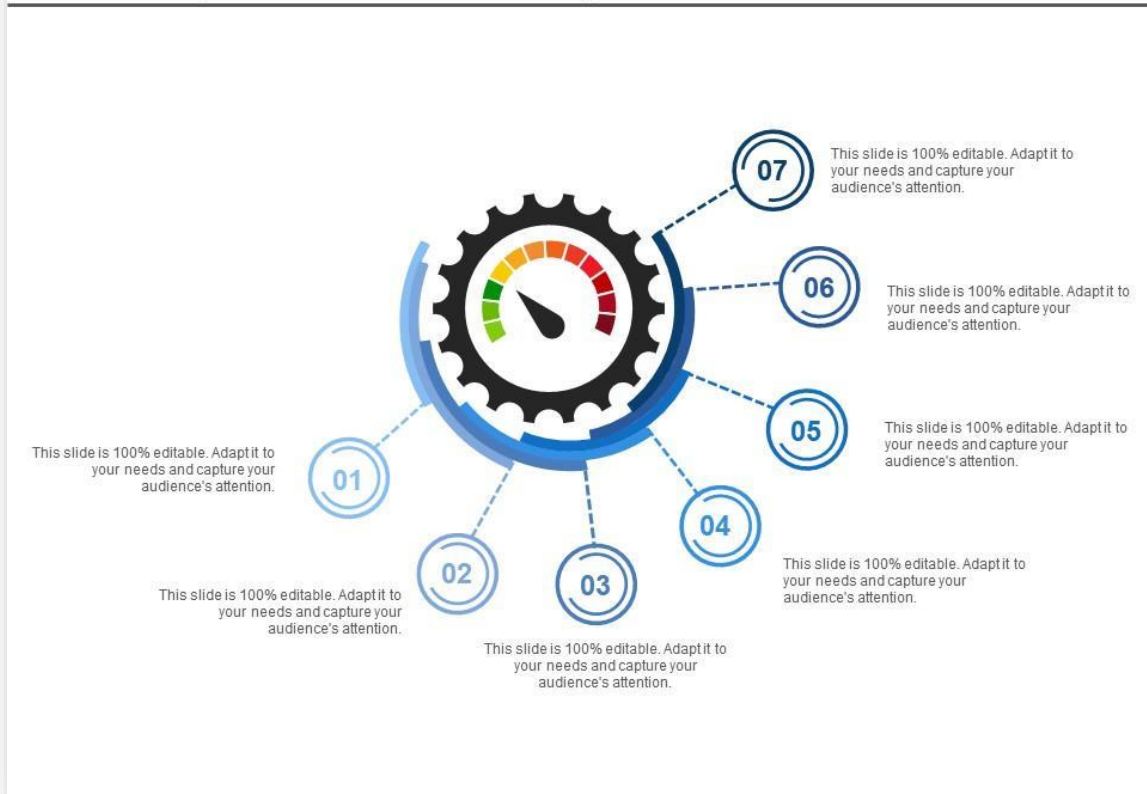 07
This slide is 100% editable. Adapt it to
your needs and capture your
audience's attention.
06
This slide is 100% editable. Adapt it to
your needs and capture your
audience's attention.
05
This slide is 100% editable. Adapt it to
your needs and capture your
audience's attention.
This slide is 100% editable. Adapt it to
your needs and capture your
audience's attention.
01
04
This slide is 100% editable. Adapt it to
your needs and capture your
audience's attention.
02
This slide is 100% editable. Adapt it to
your needs and capture your
audience's attention.
03
This slide is 100% editable. Adapt it to
your needs and capture your
audience's attention.